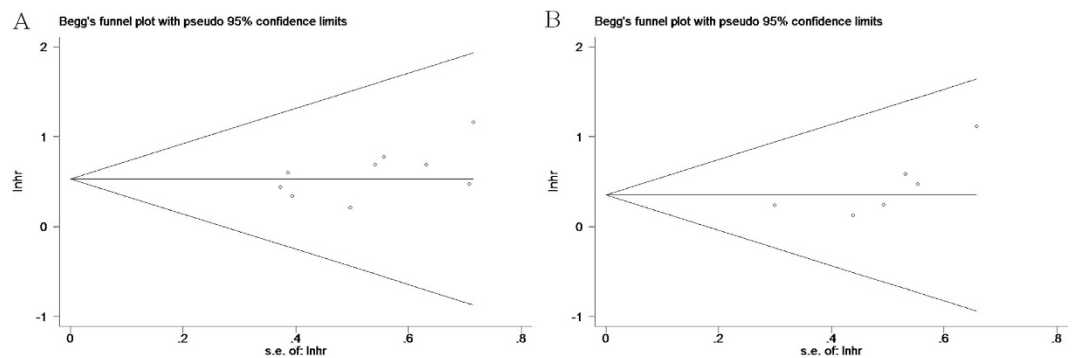 A
Begg's funnel plot with pseudo 95% confidence limits
2
1
0
-1
lnhr
0
.2
.4
.6
.8
s.e. of: lnhr
B
Begg's funnel plot with pseudo 95% confidence limits
2
1
0
-1
lnhr
0
.2
.4
.6
.8
s.e. of: lnhr